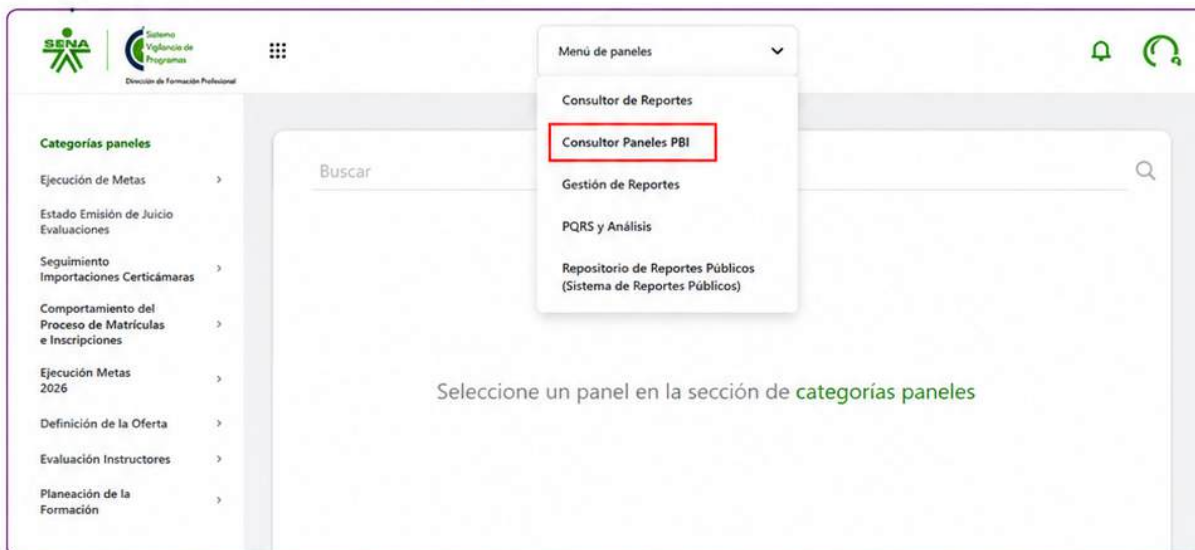 SENA
Sistema
Vigilancia de
Programas
Dirección de Formación Profesional
Menú de paneles
Consultor de Reportes
Consultor Paneles PBI
Gestión de Reportes
PQRS y Análisis
Repositorio de Reportes Públicos
(Sistema de Reportes Públicos)
Categorías paneles
Ejecución de Metas
Estado Emisión de Juicio
Evaluaciones
Seguimiento
Importaciones Certicámaras
Comportamiento del
Proceso de Matrículas
e Inscripciones
Ejecución Metas
2026
Definición de la Oferta
Evaluación Instructores
Planeación de la
Formación
Buscar
Seleccione un panel en la sección de categorías paneles